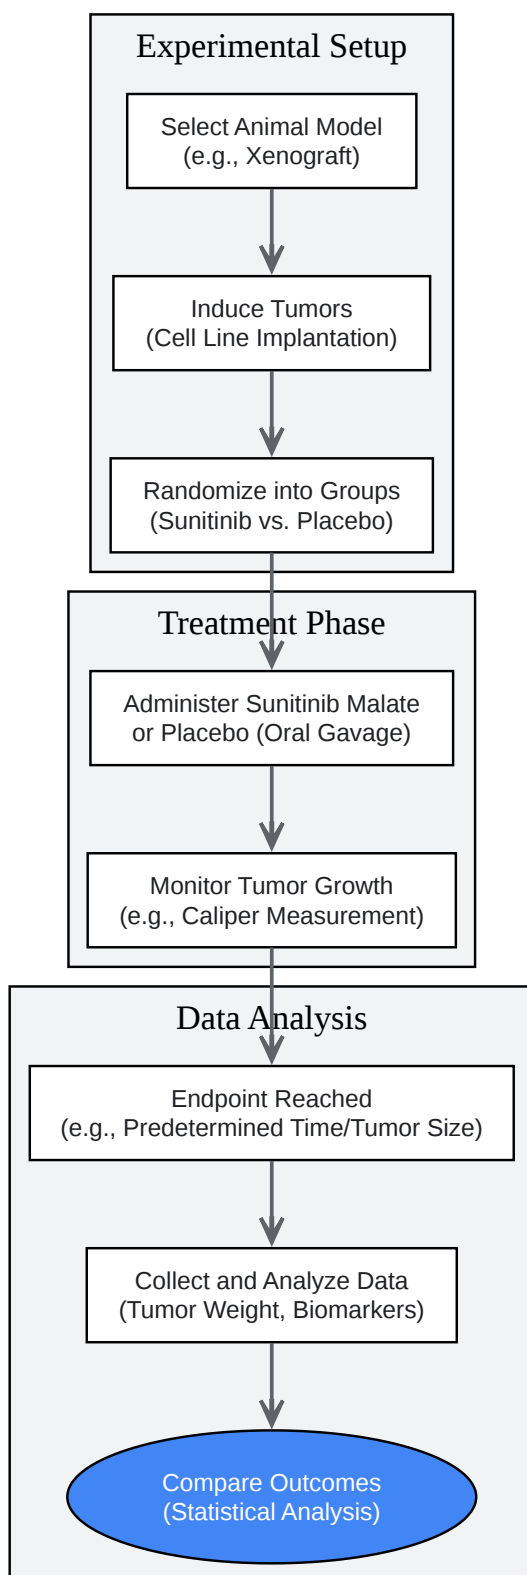 Experimental Setup
Select Animal Model
(e.g., Xenograft)
Induce Tumors
(Cell Line Implantation)
Randomize into Groups
(Sunitinib vs. Placebo)
Treatment Phase
Administer Sunitinib Malate
or Placebo (Oral Gavage)
Monitor Tumor Growth
(e.g., Caliper Measurement)
Data Analysis
Endpoint Reached
(e.g., Predetermined Time/Tumor Size)
Collect and Analyze Data
(Tumor Weight, Biomarkers)
Compare Outcomes
(Statistical Analysis)